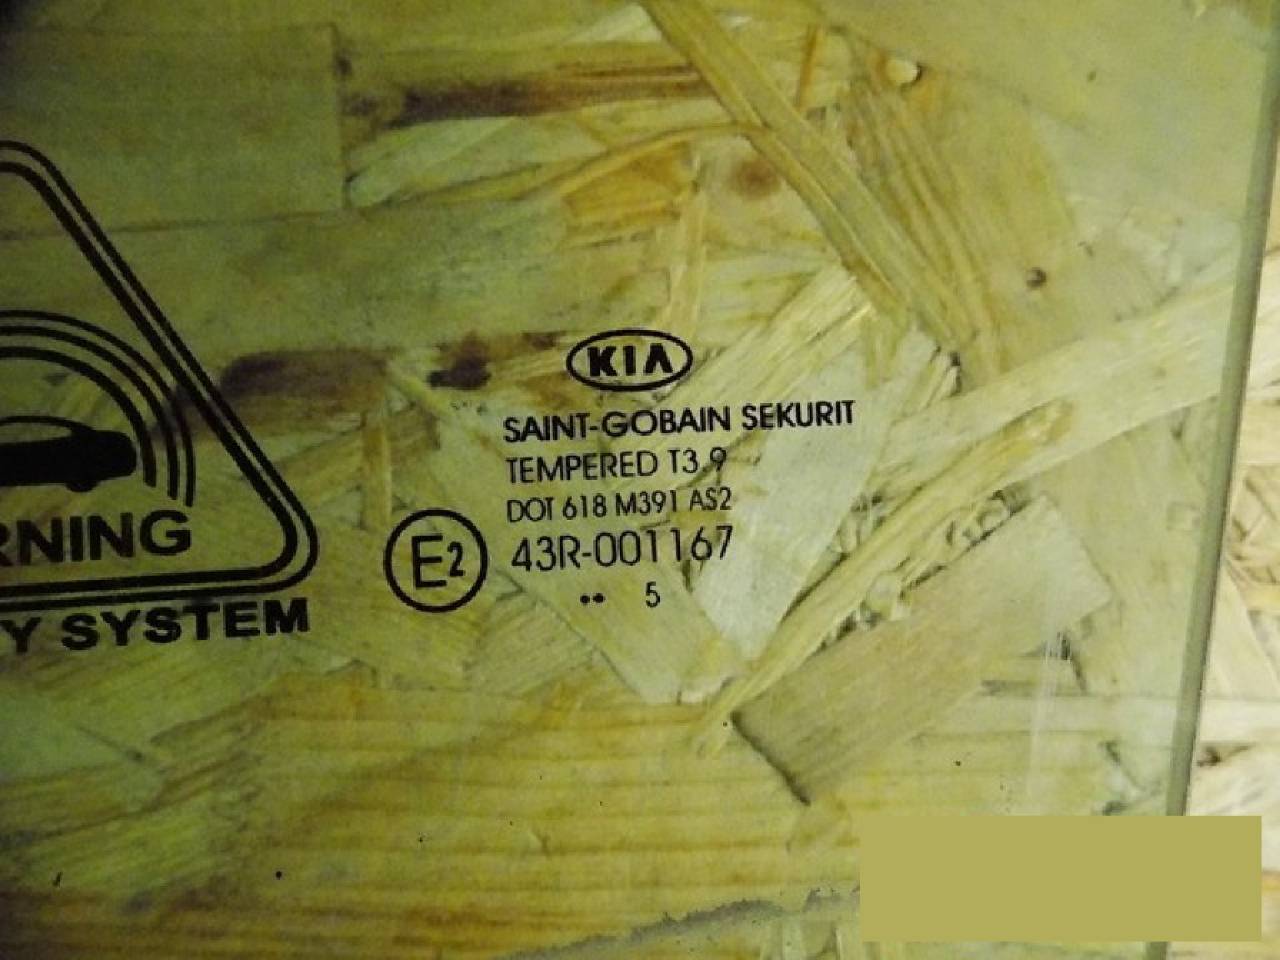 KIA
SAINT-GOBAIN SEKURIT
TEMPERED T3.9
DOT 618 M391 AS2
E2 43R-001167
•• 5
RNING
Y SYSTEM